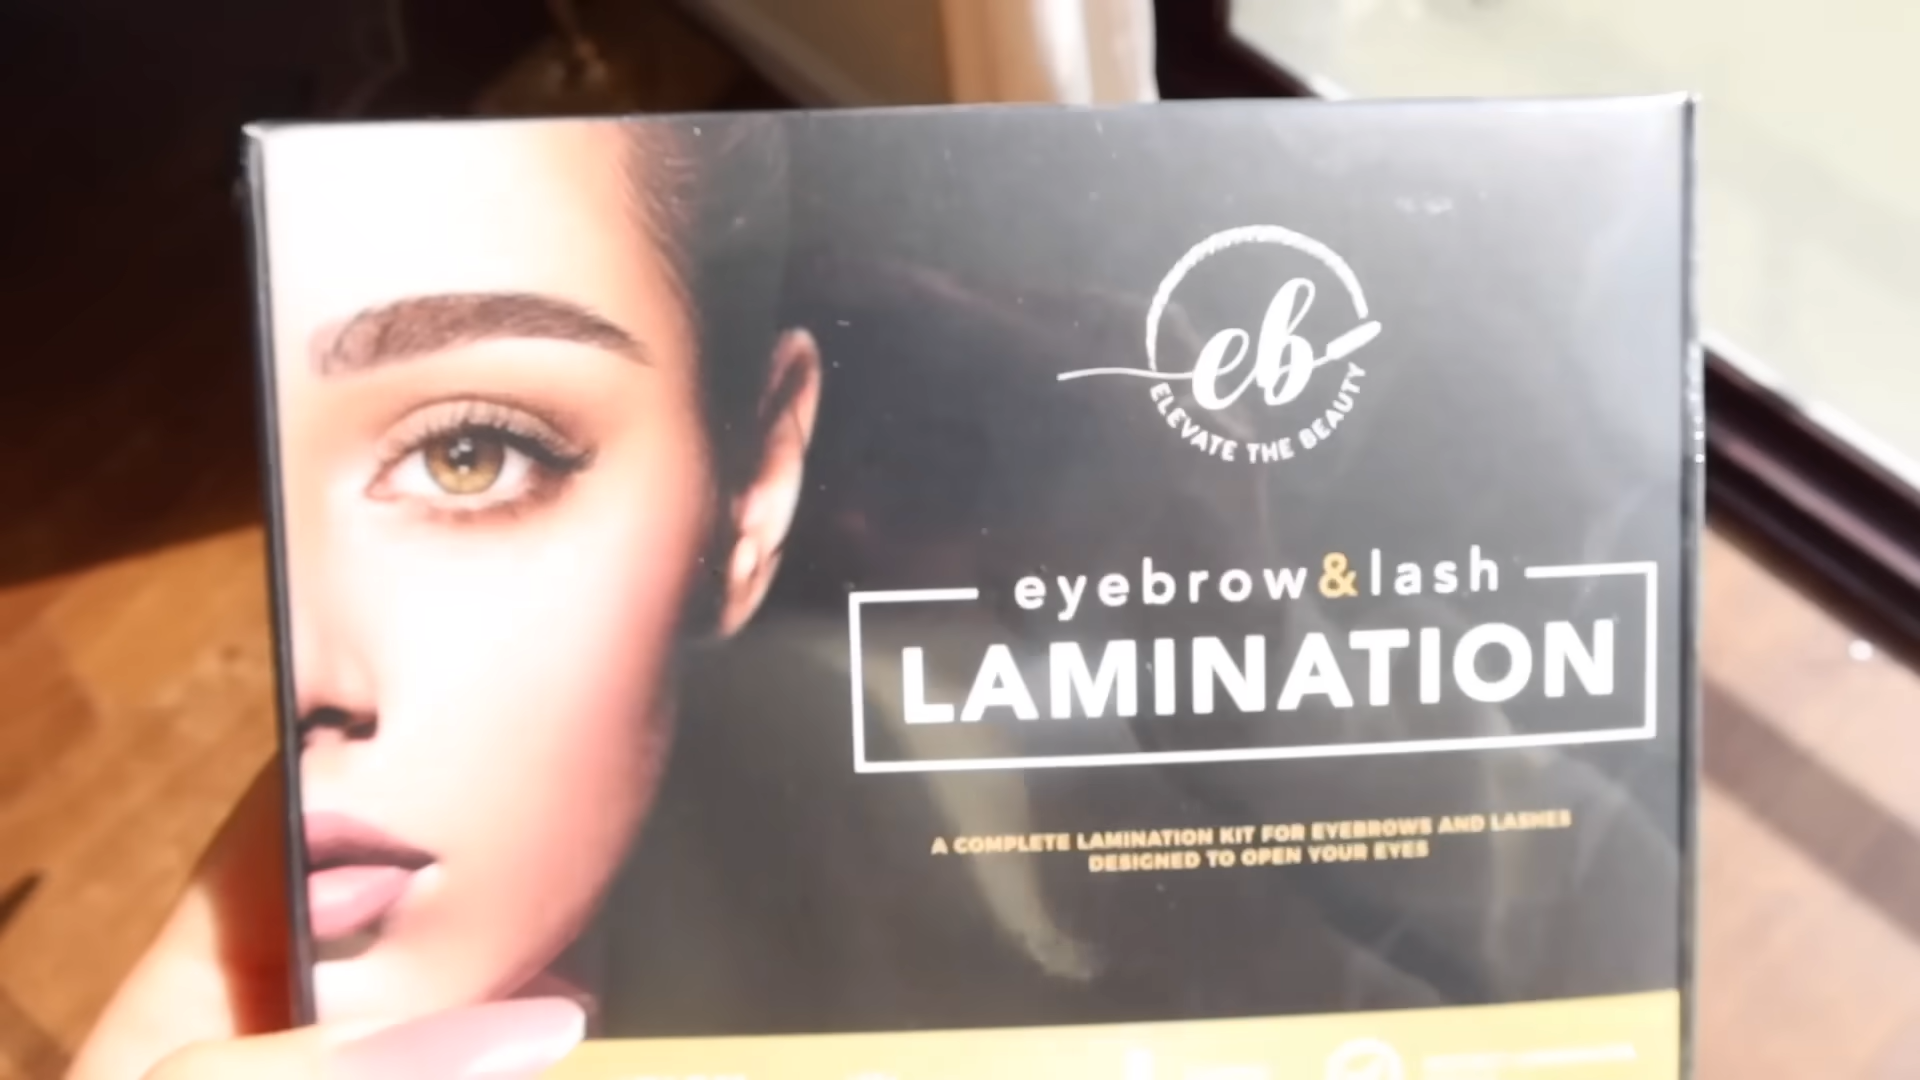 eb
ELEVATE THE BEAUTY
eyebrow&lash
LAMINATION
A COMPLETE LAMINATION KIT FOR EYEBROWS AND LASHES
DESIGNED TO OPEN YOUR EYES